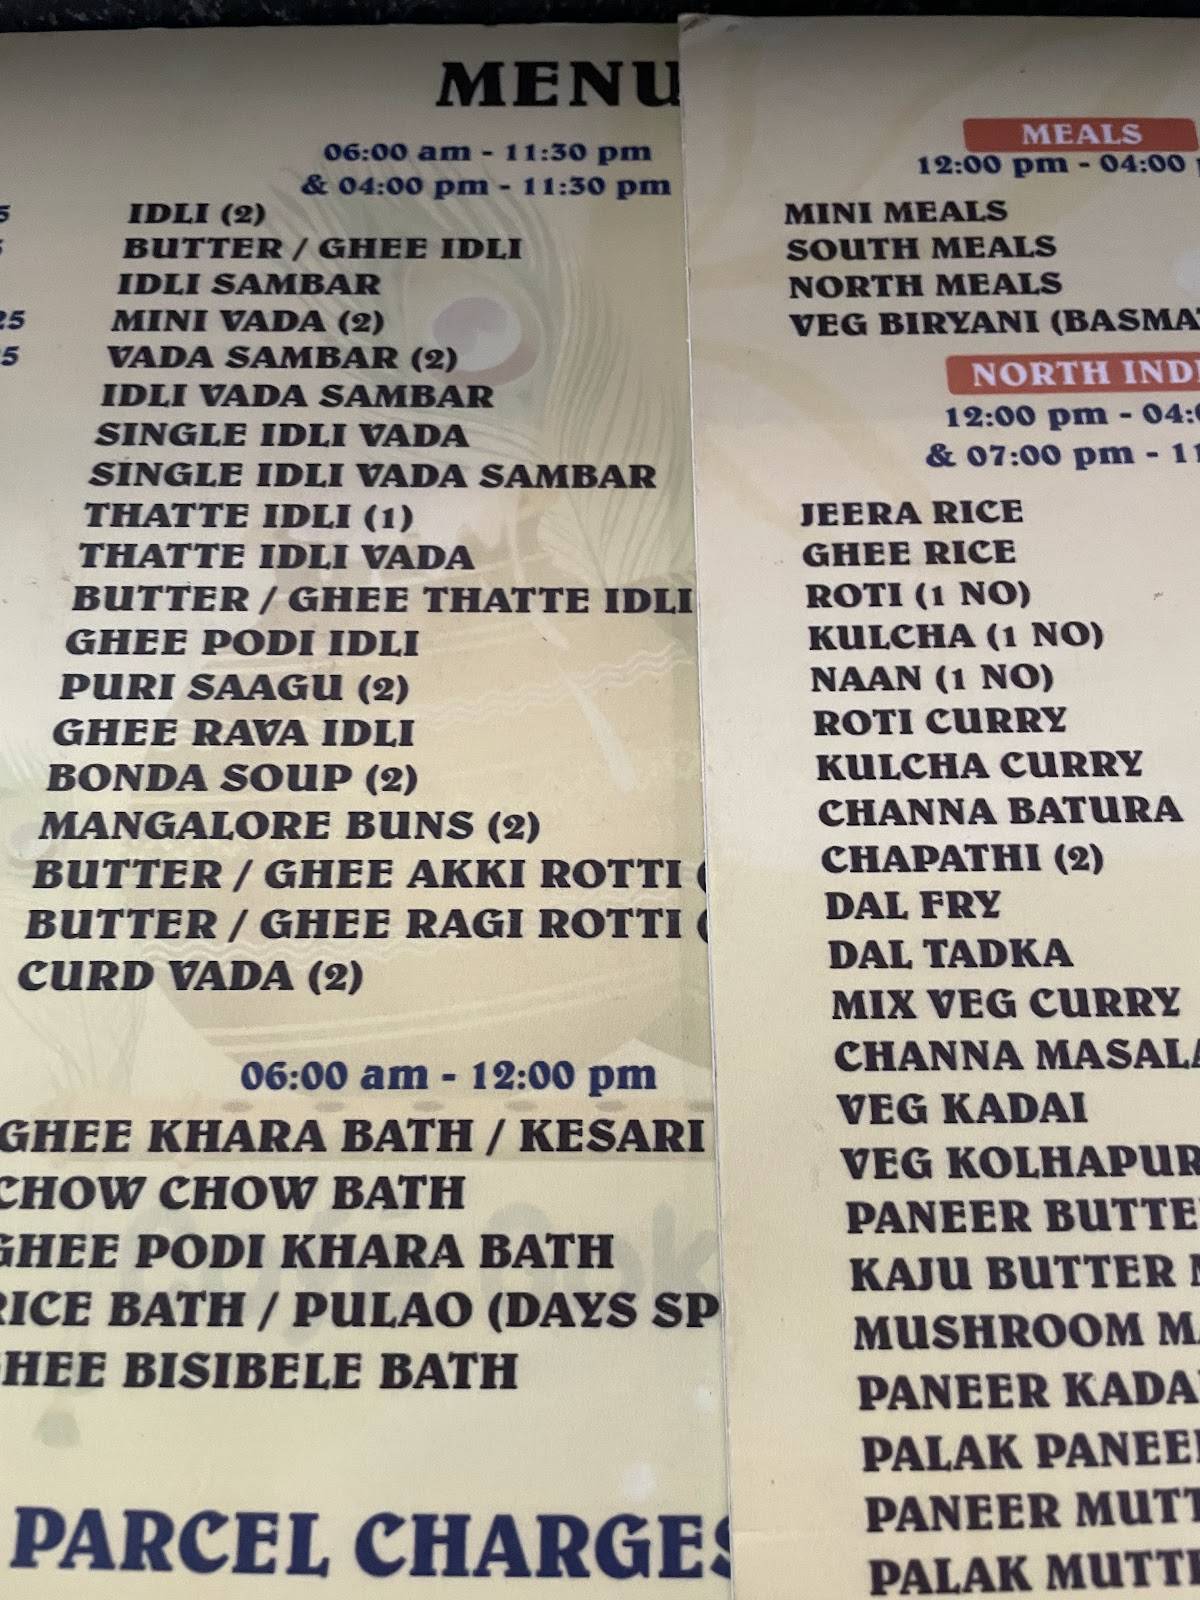 MENU
06:00 am - 11:30 pm
& 04:00 pm - 11:30 pm
5 IDLI (2)
BUTTER / GHEE IDLI
IDLI SAMBAR
25 MINI VADA (2)
5 VADA SAMBAR (2)
IDLI VADA SAMBAR
SINGLE IDLI VADA
SINGLE IDLI VADA SAMBAR
THATTE IDLI (1)
THATTE IDLI VADA
BUTTER / GHEE THATTE IDLI
GHEE PODI IDLI
PURI SAAGU (2)
GHEE RAVA IDLI
BONDA SOUP (2)
MANGALORE BUNS (2)
BUTTER / GHEE AKKI ROTTI (
BUTTER / GHEE RAGI ROTTI (
CURD VADA (2)
06:00 am - 12:00 pm
GHEE KHARA BATH / KESARI
CHOW CHOW BATH
GHEE PODI KHARA BATH
RICE BATH / PULAO (DAYS SP
HEE BISIBELE BATH
PARCEL CHARGES
MEALS
12:00 pm - 04:00
MINI MEALS
SOUTH MEALS
NORTH MEALS
VEG BIRYANI (BASMA
NORTH INDI
12:00 pm - 04:
& 07:00 pm - 11
JEERA RICE
GHEE RICE
ROTI (1 NO)
KULCHA (1 NO)
NAAN (1 NO)
ROTI CURRY
KULCHA CURRY
CHANNA BATURA
CHAPATHI (2)
DAL FRY
DAL TADKA
MIX VEG CURRY
CHANNA MASALA
VEG KADAI
VEG KOLHAPUR
PANEER BUTTE
KAJU BUTTER M
MUSHROOM MA
PANEER KADA
PALAK PANEE
PANEER MUTT
PALAK MUTT